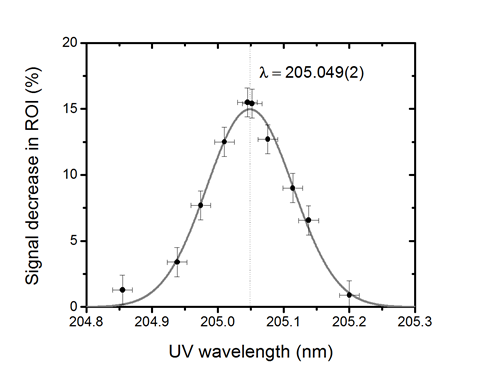 20
15
10
5
0
Signal decrease in ROI (%)
λ = 205.049(2)
204.8 204.9 205.0 205.1 205.2 205.3
UV wavelength (nm)